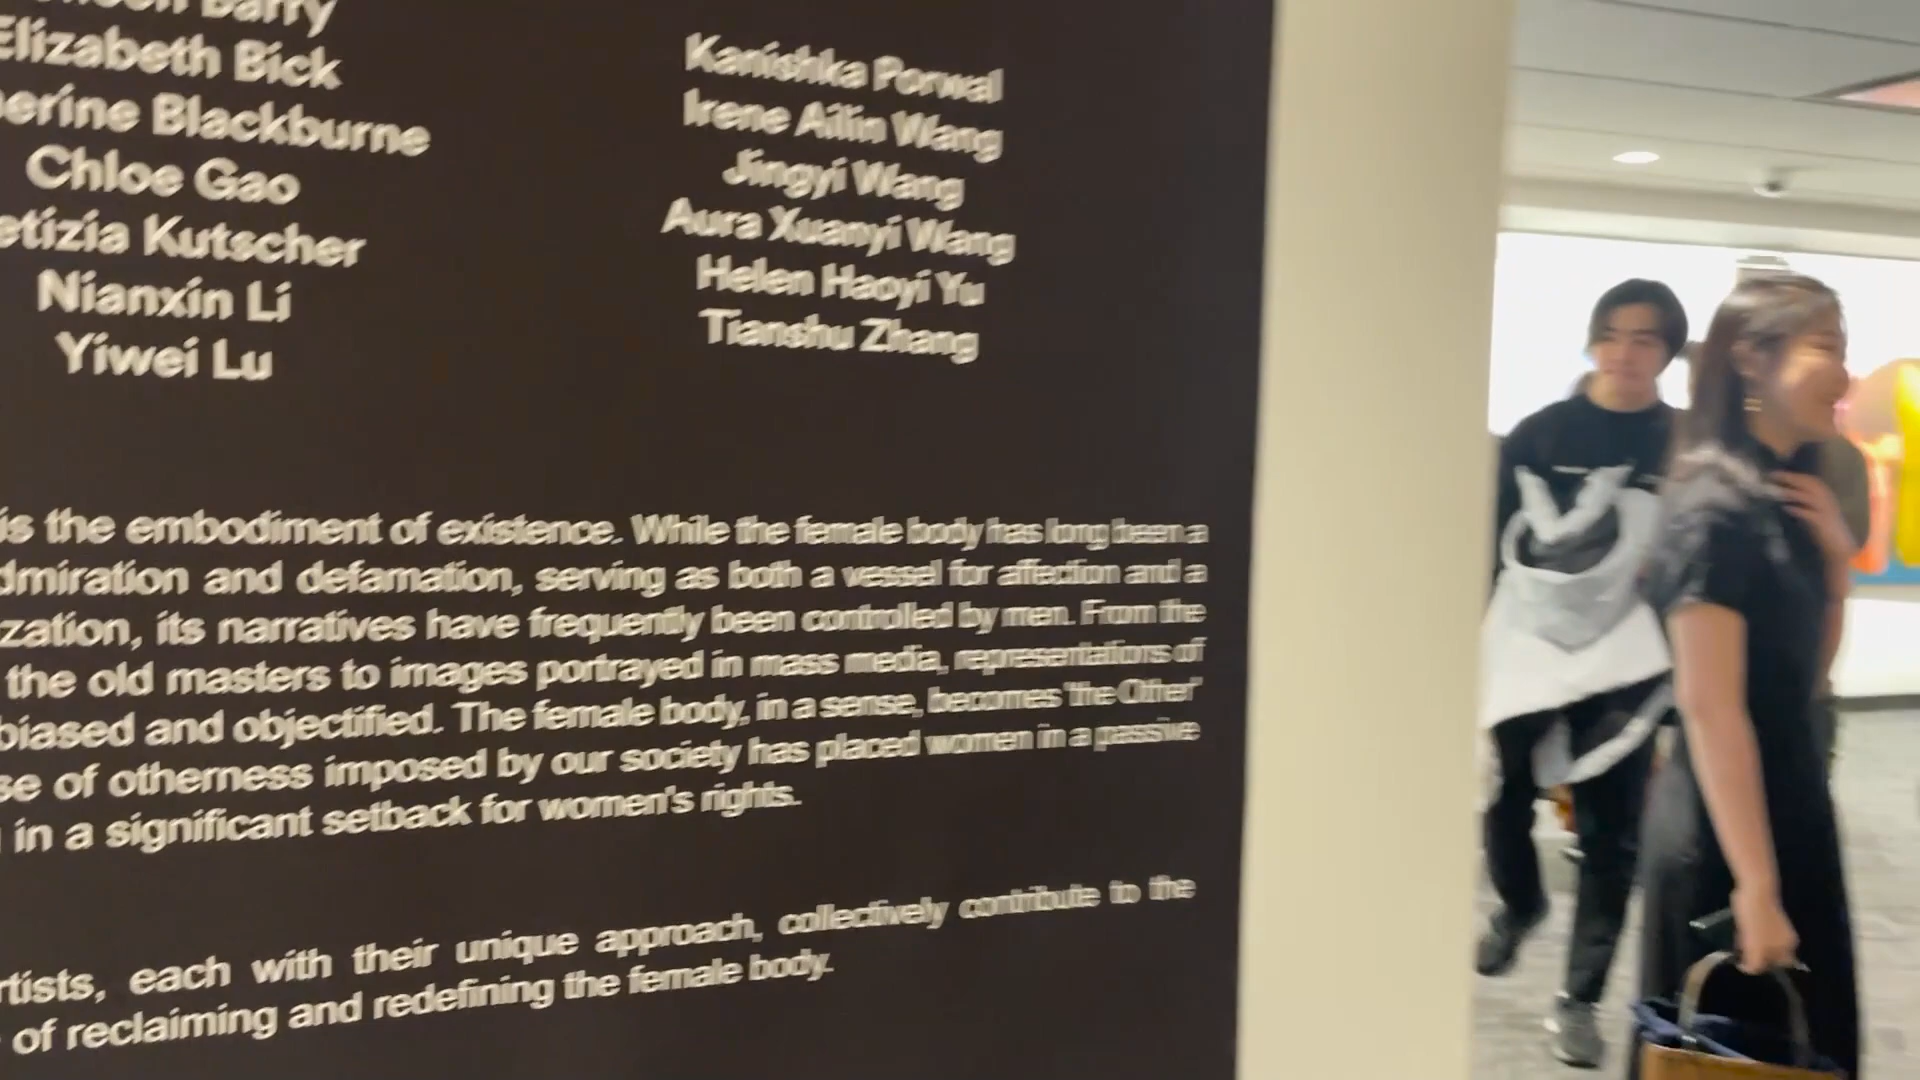 Barry
Elizabeth Bick
erine Blackburne
Chloe Gao
etizia Kutscher
Nianxin Li
Yiwei Lu
Kanishka Porwal
Irene Ailin Wang
Jingyi Wang
Aura Xuanyi Wang
Helen Haoyi Yu
Tianshu Zhang
is the embodiment of existence. While the female body has long been a
dmiration and defamation, serving as both a vessel for affection and a
zation, its narratives have frequently been controlled by men. From the
the old masters to images portrayed in mass media, representations of
biased and objectified. The female body, in a sense, becomes 'the Other'
se of otherness imposed by our society has placed women in a passive
in a significant setback for women's rights.
rtists, each with their unique approach, collectively contribute to the
of reclaiming and redefining the female body.